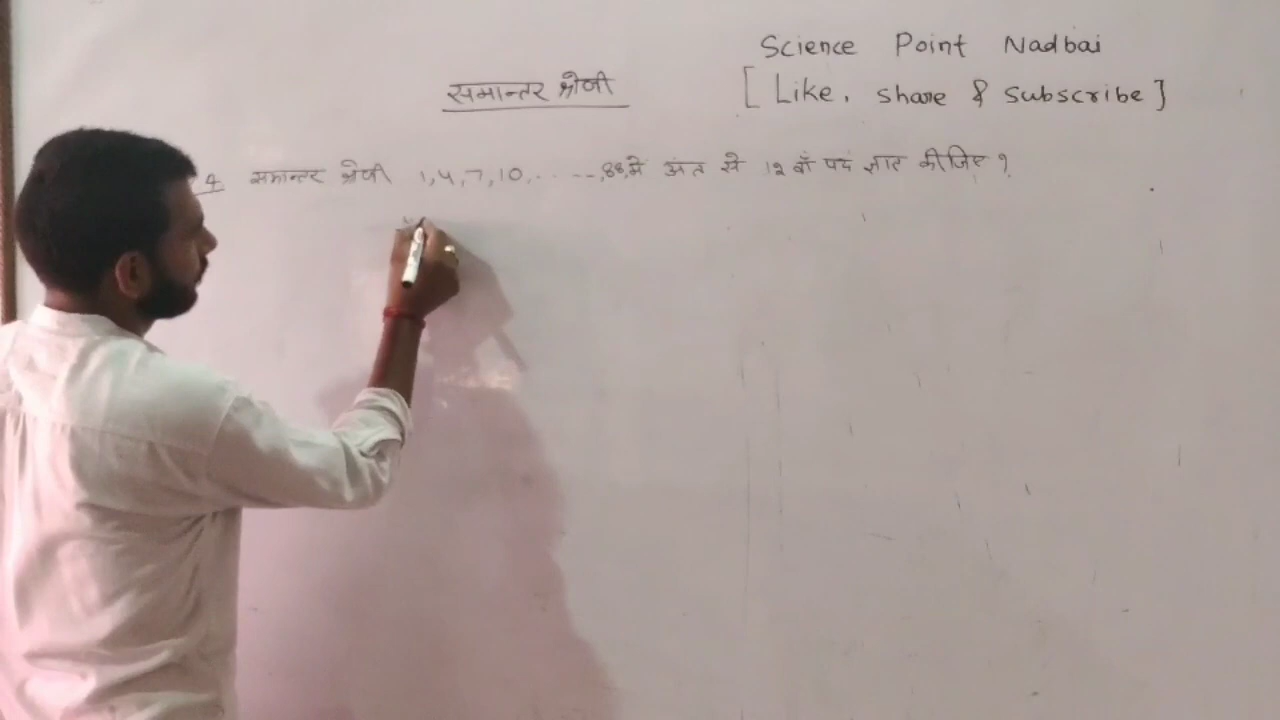 Science Point Nadbai
समान्तर श्रेणी
[ Like, share & subscribe ]
4 समान्तर श्रेणी 1, 4, 7, 10, . . - -, 88, में अंत से 12 वाँ पद ज्ञात कीजिए ?